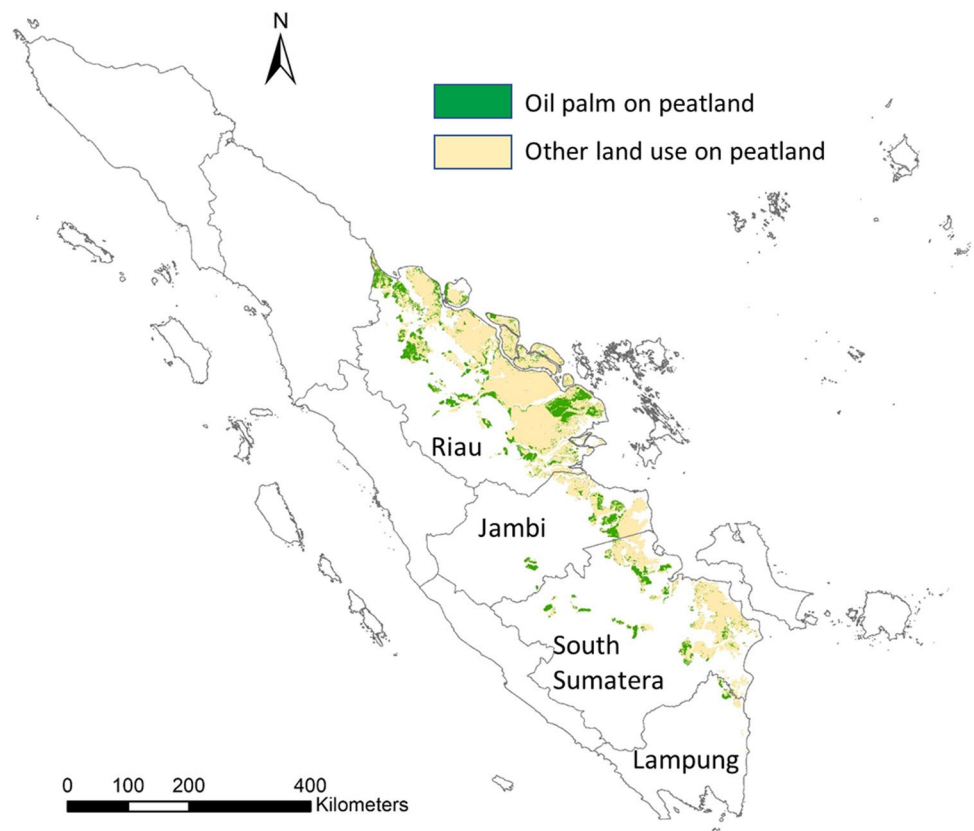 N
Oil palm on peatland
Other land use on peatland
Riau
Jambi
South
Sumatera
Lampung
0 100 200 400
Kilometers